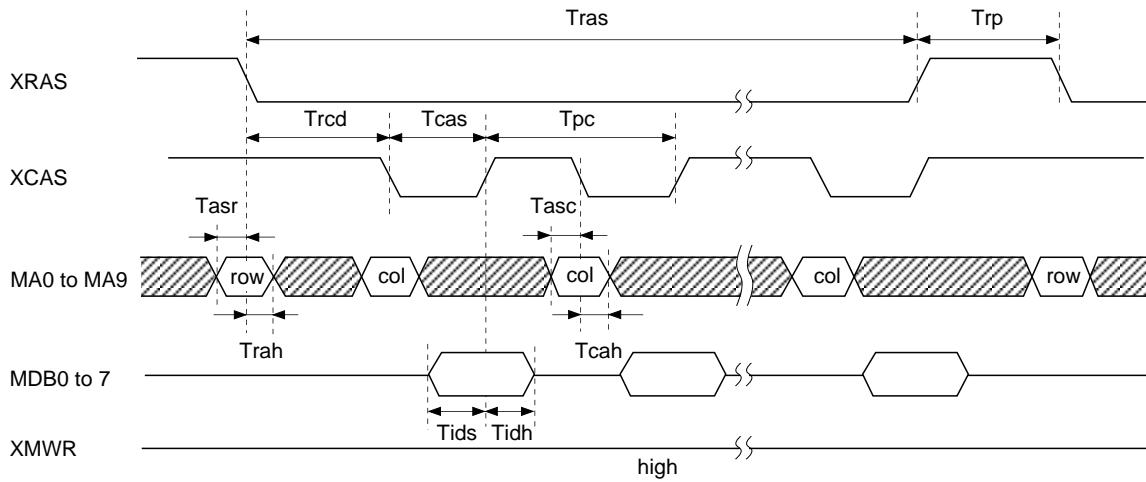 Tras Trp
XRAS
Trcd Tcas Tpc
XCAS
Tasr Tasc
MA0 to MA9 row col col col row
Trah Tcah
MDB0 to 7
Tids Tidh
XMWR
high